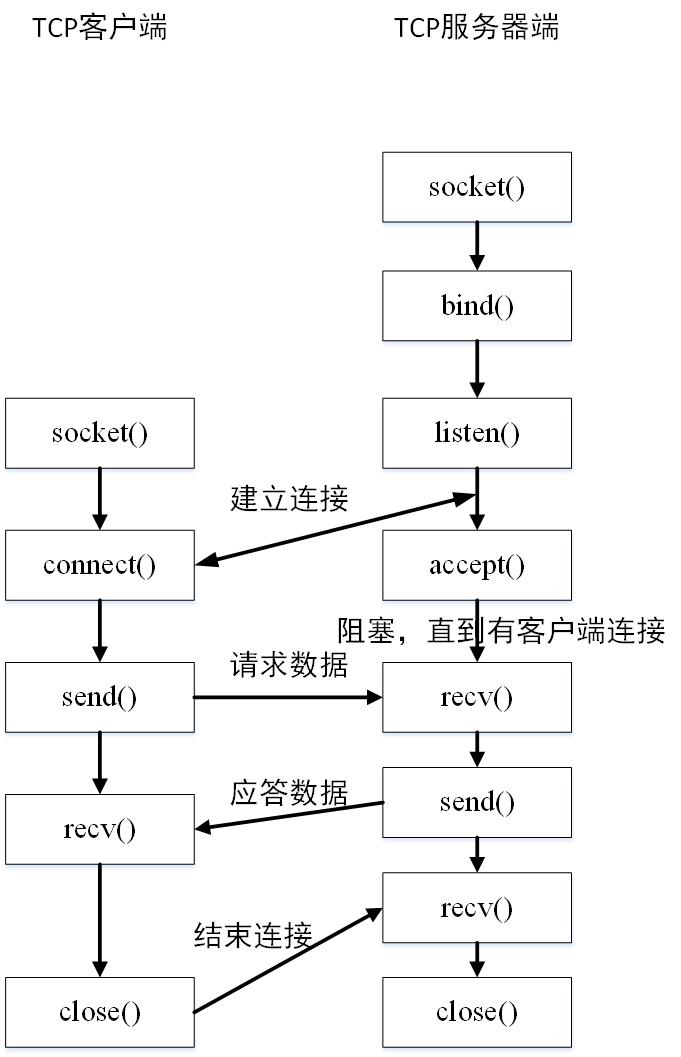 TCP客户端
TCP服务器端
socket()
bind()
socket()
listen()
建立连接
connect()
accept()
阻塞，直到有客户端连接
请求数据
send()
recv()
应答数据
send()
recv()
recv()
结束连接
close()
close()